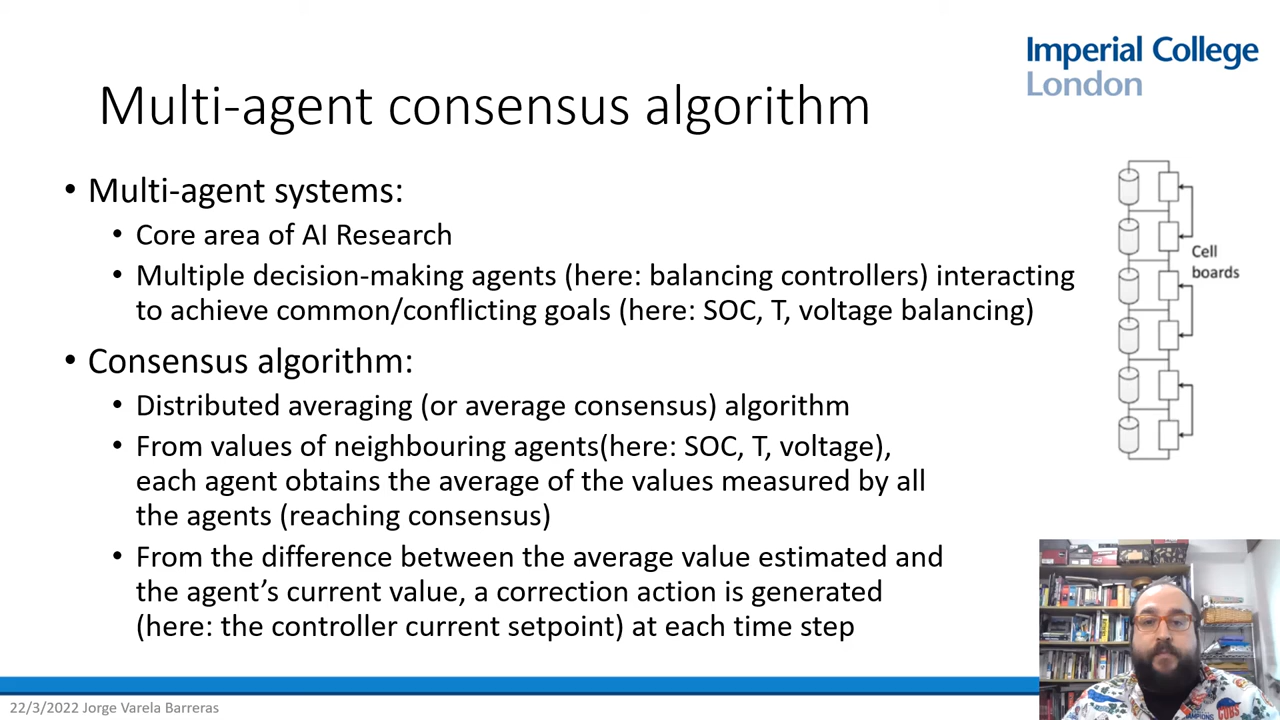 Imperial College
London
Multi-agent consensus algorithm
• Multi-agent systems:
• Core area of AI Research
• Multiple decision-making agents (here: balancing controllers) interacting
to achieve common/conflicting goals (here: SOC, T, voltage balancing)
• Consensus algorithm:
• Distributed averaging (or average consensus) algorithm
• From values of neighbouring agents(here: SOC, T, voltage),
each agent obtains the average of the values measured by all
the agents (reaching consensus)
• From the difference between the average value estimated and
the agent’s current value, a correction action is generated
(here: the controller current setpoint) at each time step
Cell
boards
22/3/2022 Jorge Varela Barreras